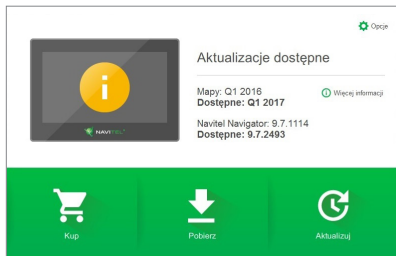 Opcje
Aktualizacje dostępne
Mapy: Q1 2016
Dostępne: Q1 2017
Więcej informacji
Navitel Navigator: 9.7.1114
Dostępne: 9.7.2493
NAVITEL
Kup
Pobierz
Aktualizuj